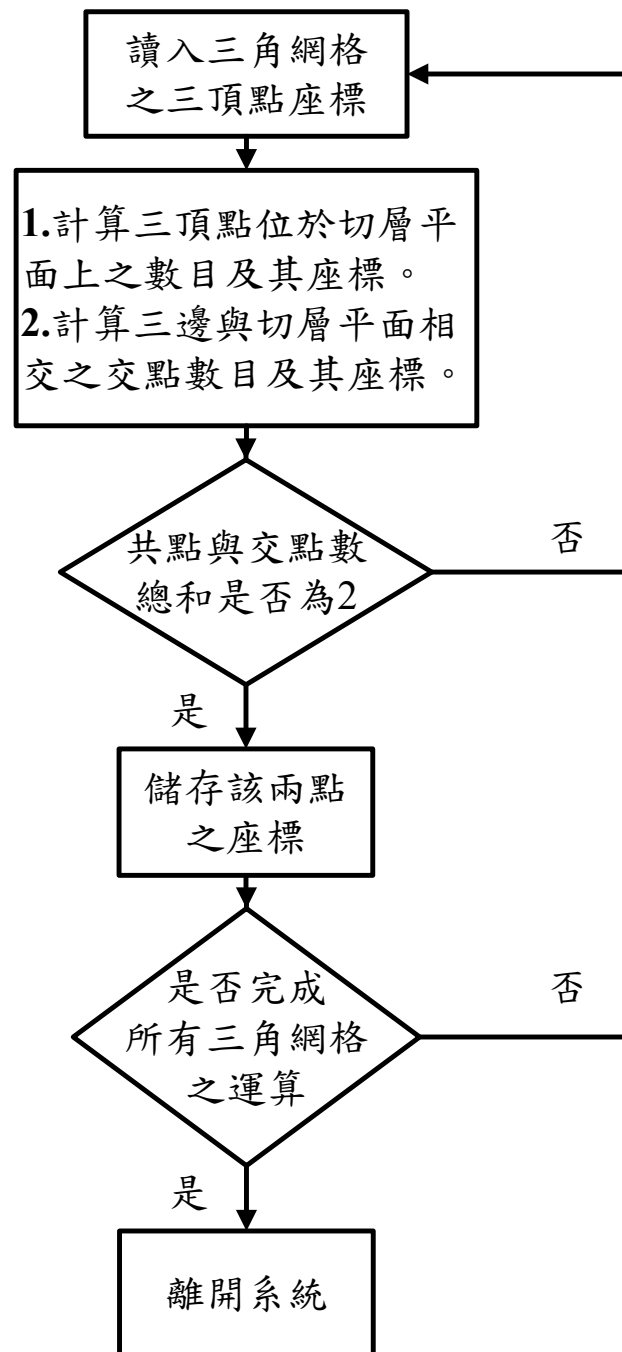 讀入三角網格
之三頂點座標
1.計算三頂點位於切層平
面上之數目及其座標。
2.計算三邊與切層平面相
交之交點數目及其座標。
共點與交點數
總和是否為2
否
是
儲存該兩點
之座標
是否完成
所有三角網格
之運算
否
是
離開系統